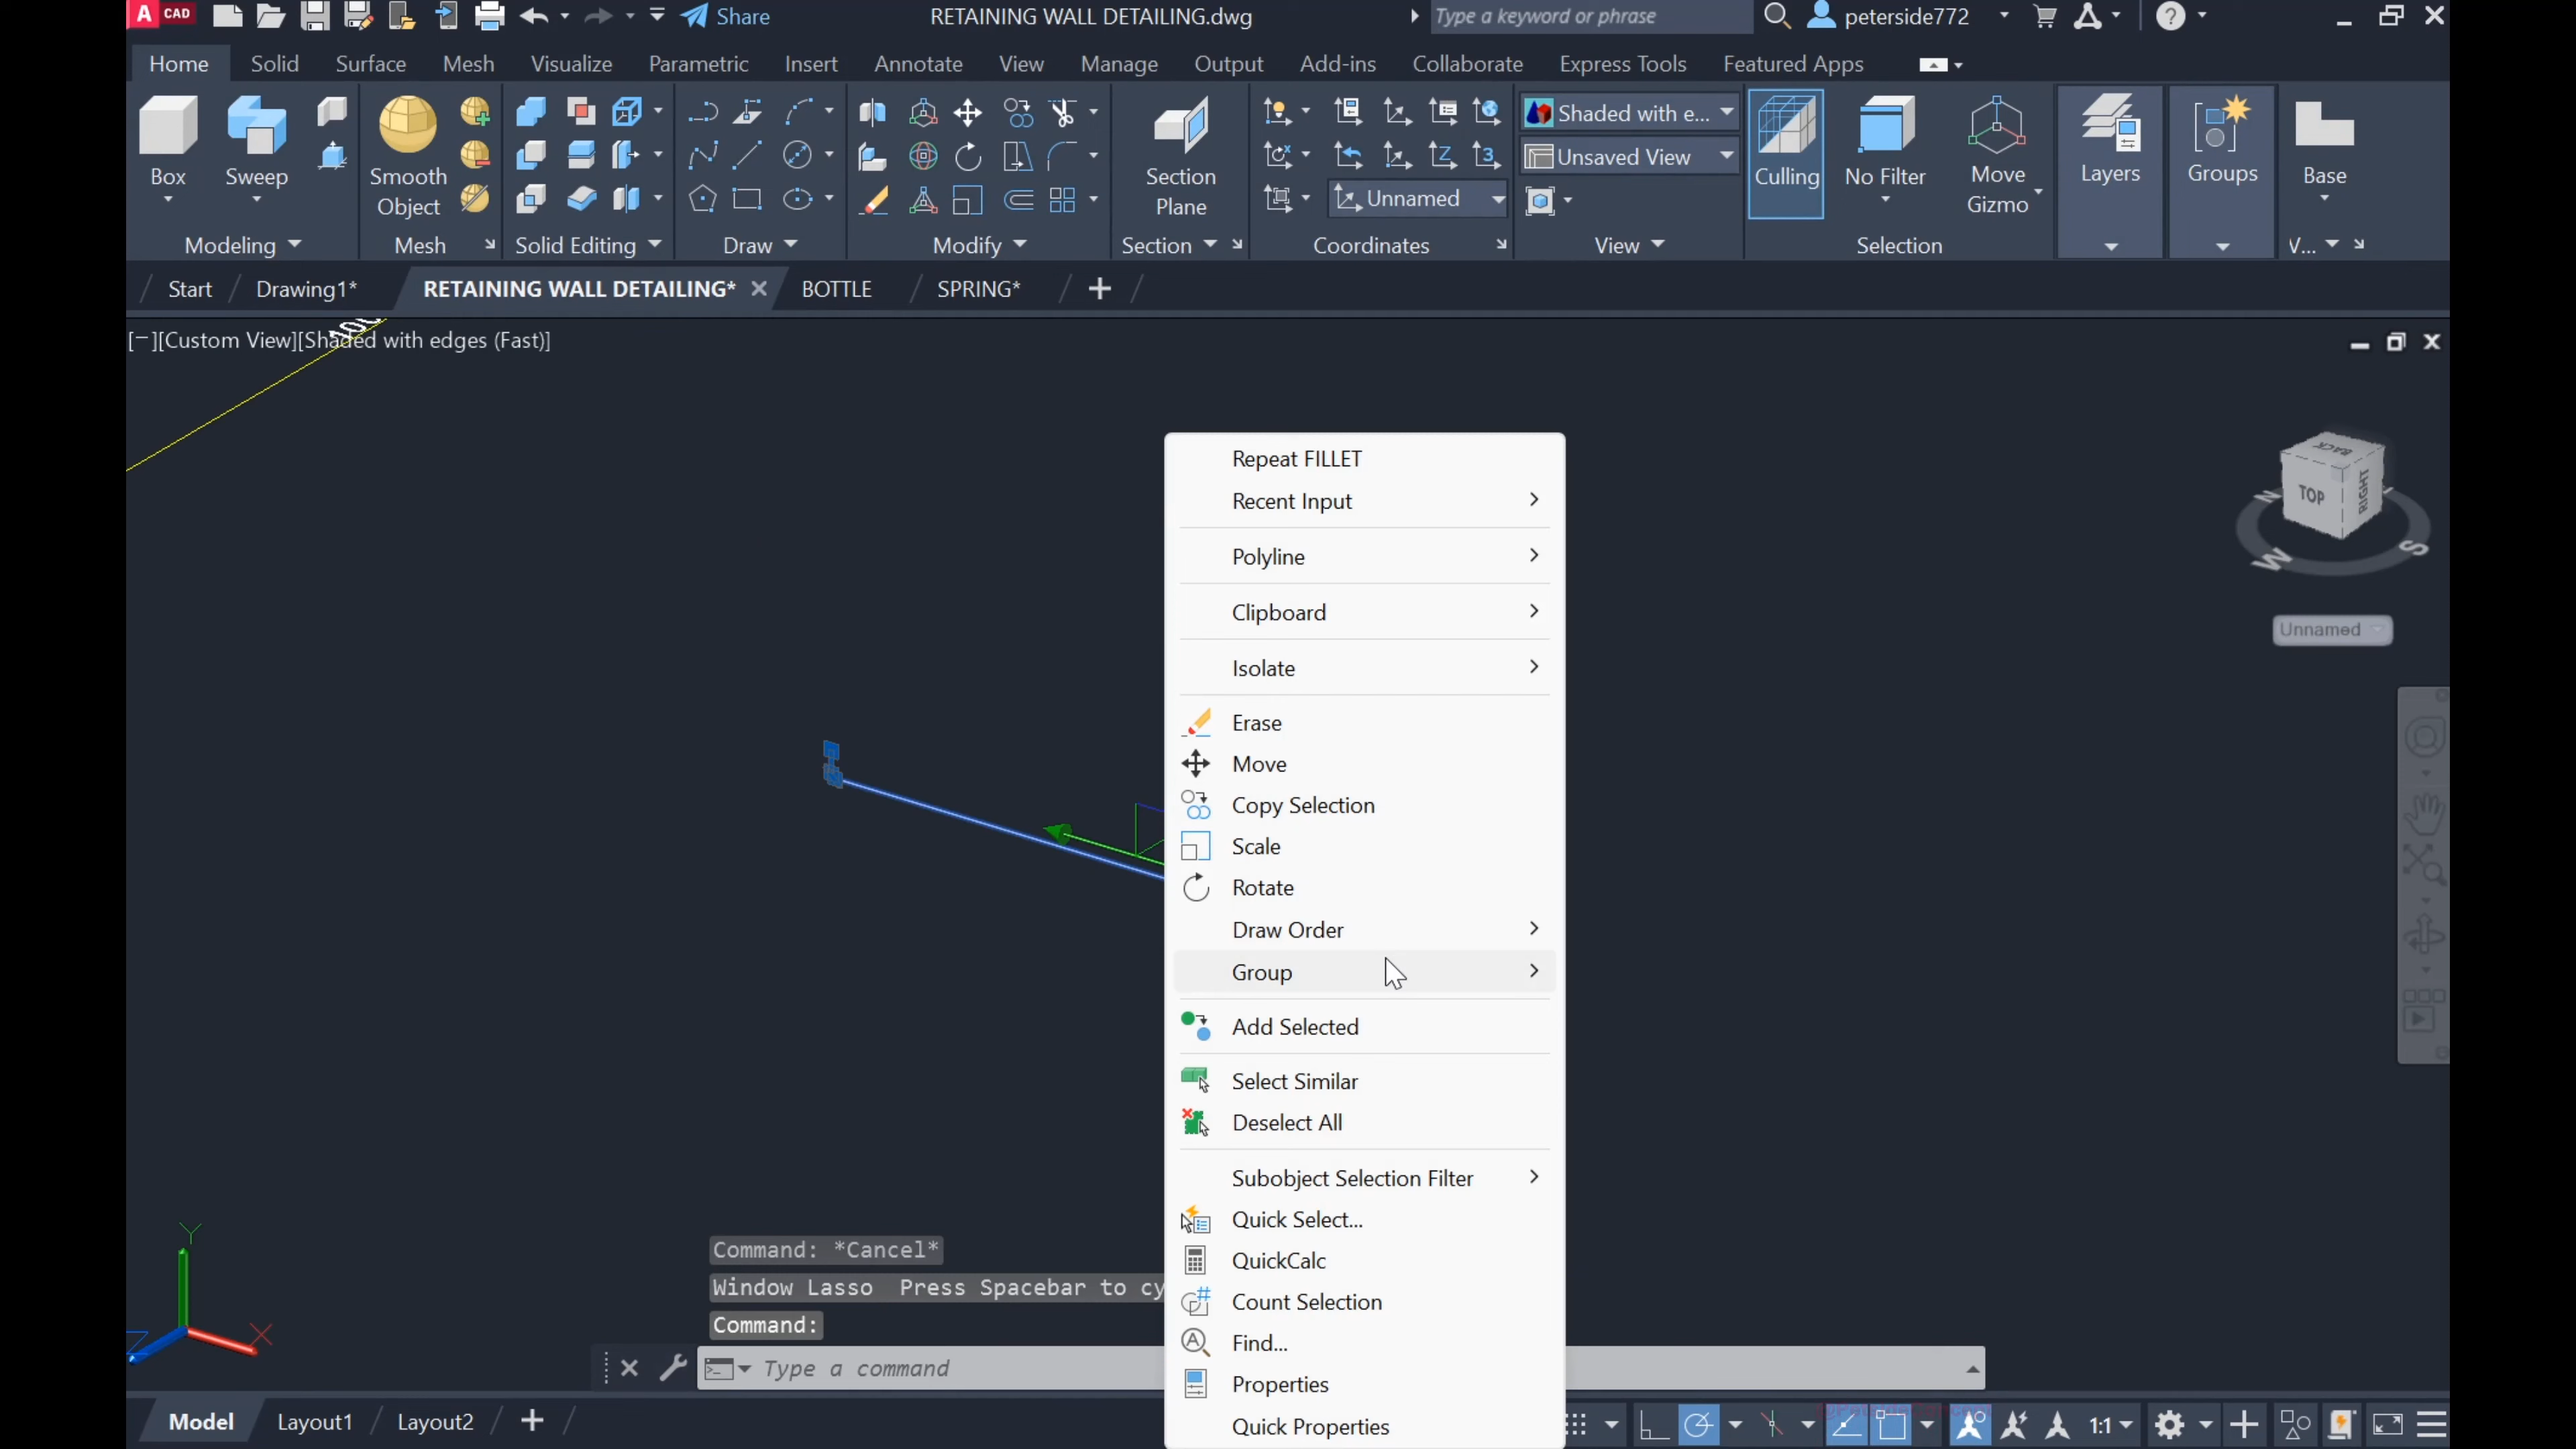 A CAD
Share
RETAINING WALL DETAILING.dwg
Type a keyword or phrase
peterside772
Home Solid Surface Mesh Visualize Parametric Insert Annotate View Manage Output Add-ins Collaborate Express Tools Featured Apps
Box Sweep
Smooth Object
Section Plane
Unnamed
Shaded with e...
Unsaved View
Culling
No Filter
Move Gizmo
Layers
Groups
Base
Modeling Mesh Solid Editing Draw Modify Section Coordinates View Selection V...
Start Drawing1* RETAINING WALL DETAILING* BOTTLE SPRING*
[−][Custom View][Shaded with edges (Fast)]
BACK
TOP
RIGHT
N
W
S
Unnamed
Repeat FILLET
Recent Input
Polyline
Clipboard
Isolate
Erase
Move
Copy Selection
Scale
Rotate
Draw Order
Group
Add Selected
Select Similar
Deselect All
Subobject Selection Filter
Quick Select...
QuickCalc
Count Selection
Find...
Properties
Quick Properties
Y
X
Z
Command: *Cancel*
Window Lasso Press Spacebar to cy
Command:
Type a command
Model Layout1 Layout2
1:1